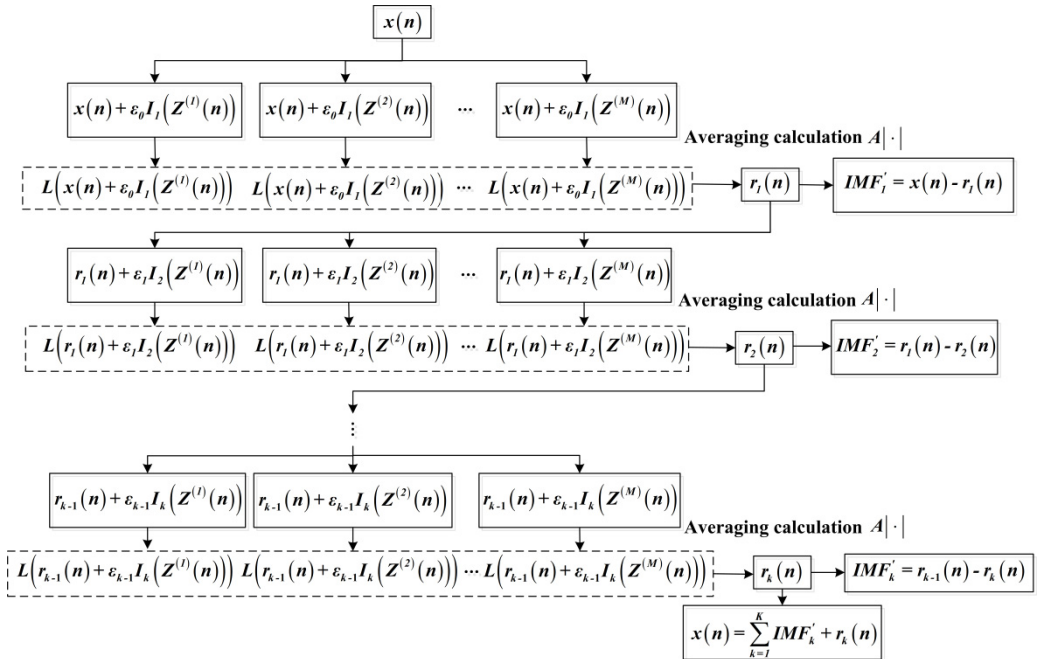 x(n)
x(n) + ε₀I₁(Z⁽¹⁾(n)) x(n) + ε₀I₁(Z⁽²⁾(n)) ... x(n) + ε₀I₁(Z⁽ᴹ⁾(n))
Averaging calculation A|·|
L(x(n) + ε₀I₁(Z⁽¹⁾(n))) L(x(n) + ε₀I₁(Z⁽²⁾(n))) ... L(x(n) + ε₀I₁(Z⁽ᴹ⁾(n))) r₁(n) IMF₁' = x(n) - r₁(n)
r₁(n) + ε₁I₂(Z⁽¹⁾(n)) r₁(n) + ε₁I₂(Z⁽²⁾(n)) ... r₁(n) + ε₁I₂(Z⁽ᴹ⁾(n))
Averaging calculation A|·|
L(r₁(n) + ε₁I₂(Z⁽¹⁾(n))) L(r₁(n) + ε₁I₂(Z⁽²⁾(n))) ... L(r₁(n) + ε₁I₂(Z⁽ᴹ⁾(n))) r₂(n) IMF₂' = r₁(n) - r₂(n)
⋮
rₖ₋₁(n) + εₖ₋₁Iₖ(Z⁽¹⁾(n)) rₖ₋₁(n) + εₖ₋₁Iₖ(Z⁽²⁾(n)) rₖ₋₁(n) + εₖ₋₁Iₖ(Z⁽ᴹ⁾(n))
Averaging calculation A|·|
L(rₖ₋₁(n) + εₖ₋₁Iₖ(Z⁽¹⁾(n))) L(rₖ₋₁(n) + εₖ₋₁Iₖ(Z⁽²⁾(n))) ... L(rₖ₋₁(n) + εₖ₋₁Iₖ(Z⁽ᴹ⁾(n))) rₖ(n) IMFₖ' = rₖ₋₁(n) - rₖ(n)
x(n) = ∑ₖ₌₁ᴷ IMFₖ' + rₖ(n)